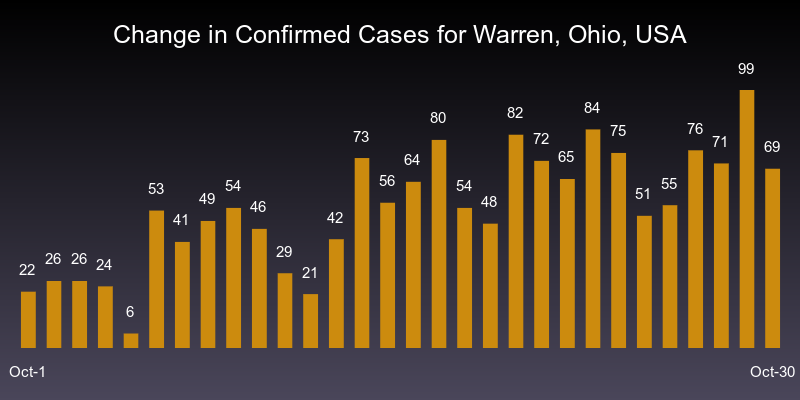 Change in Confirmed Cases for Warren, Ohio, USA
22 26 26 24 6 53 41 49 54 46 29 21 42 73 56 64 80 54 48 82 72 65 84 75 51 55 76 71 99 69
Oct-1 Oct-30